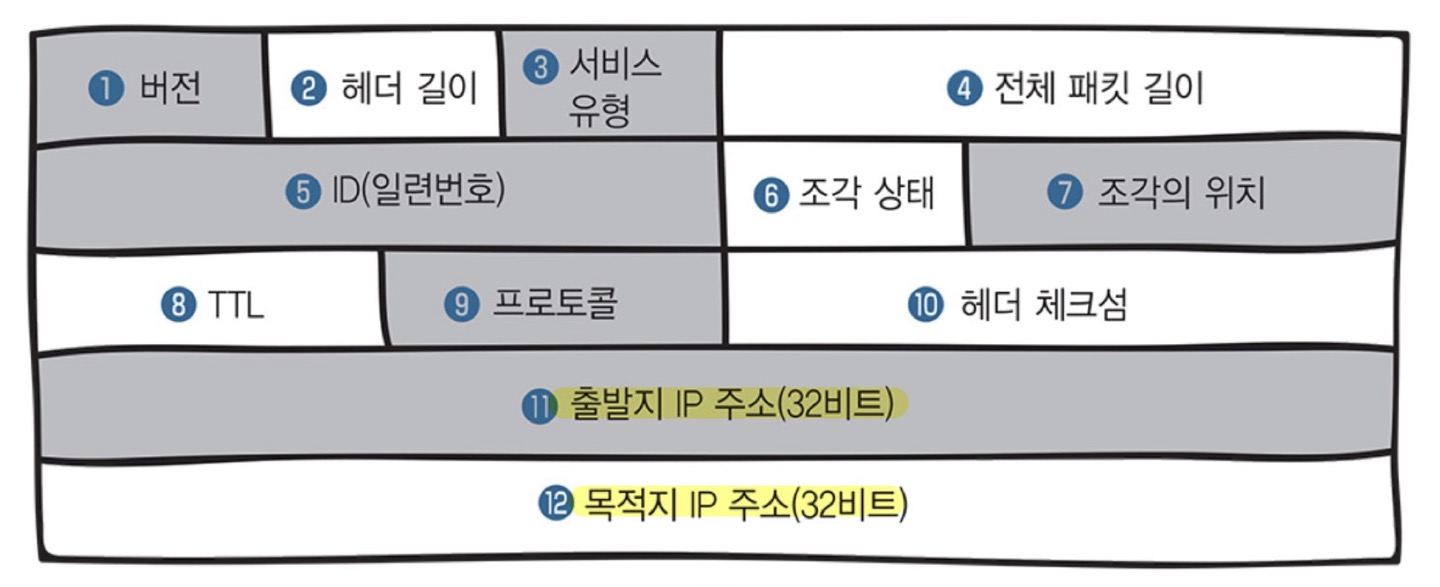 ❶ 버전
❷ 헤더 길이
❸ 서비스
유형
❹ 전체 패킷 길이
❺ ID(일련번호)
❻ 조각 상태
❼ 조각의 위치
❽ TTL
❾ 프로토콜
❿ 헤더 체크섬
⓫ 출발지 IP 주소(32비트)
⓬ 목적지 IP 주소(32비트)